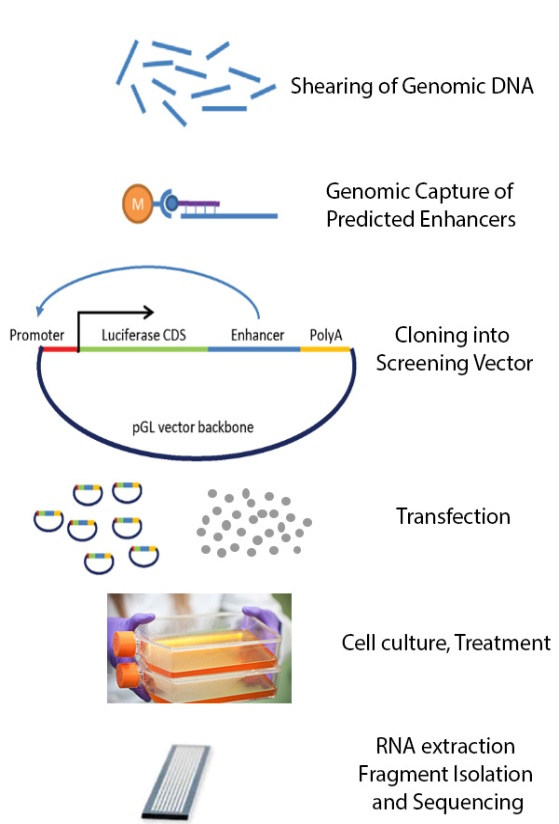 Shearing of Genomic DNA
M
Genomic Capture of
Predicted Enhancers
Promoter
Luciferase CDS
Enhancer
PolyA
Cloning into
Screening Vector
pGL vector backbone
Transfection
Cell culture, Treatment
RNA extraction
Fragment Isolation
and Sequencing